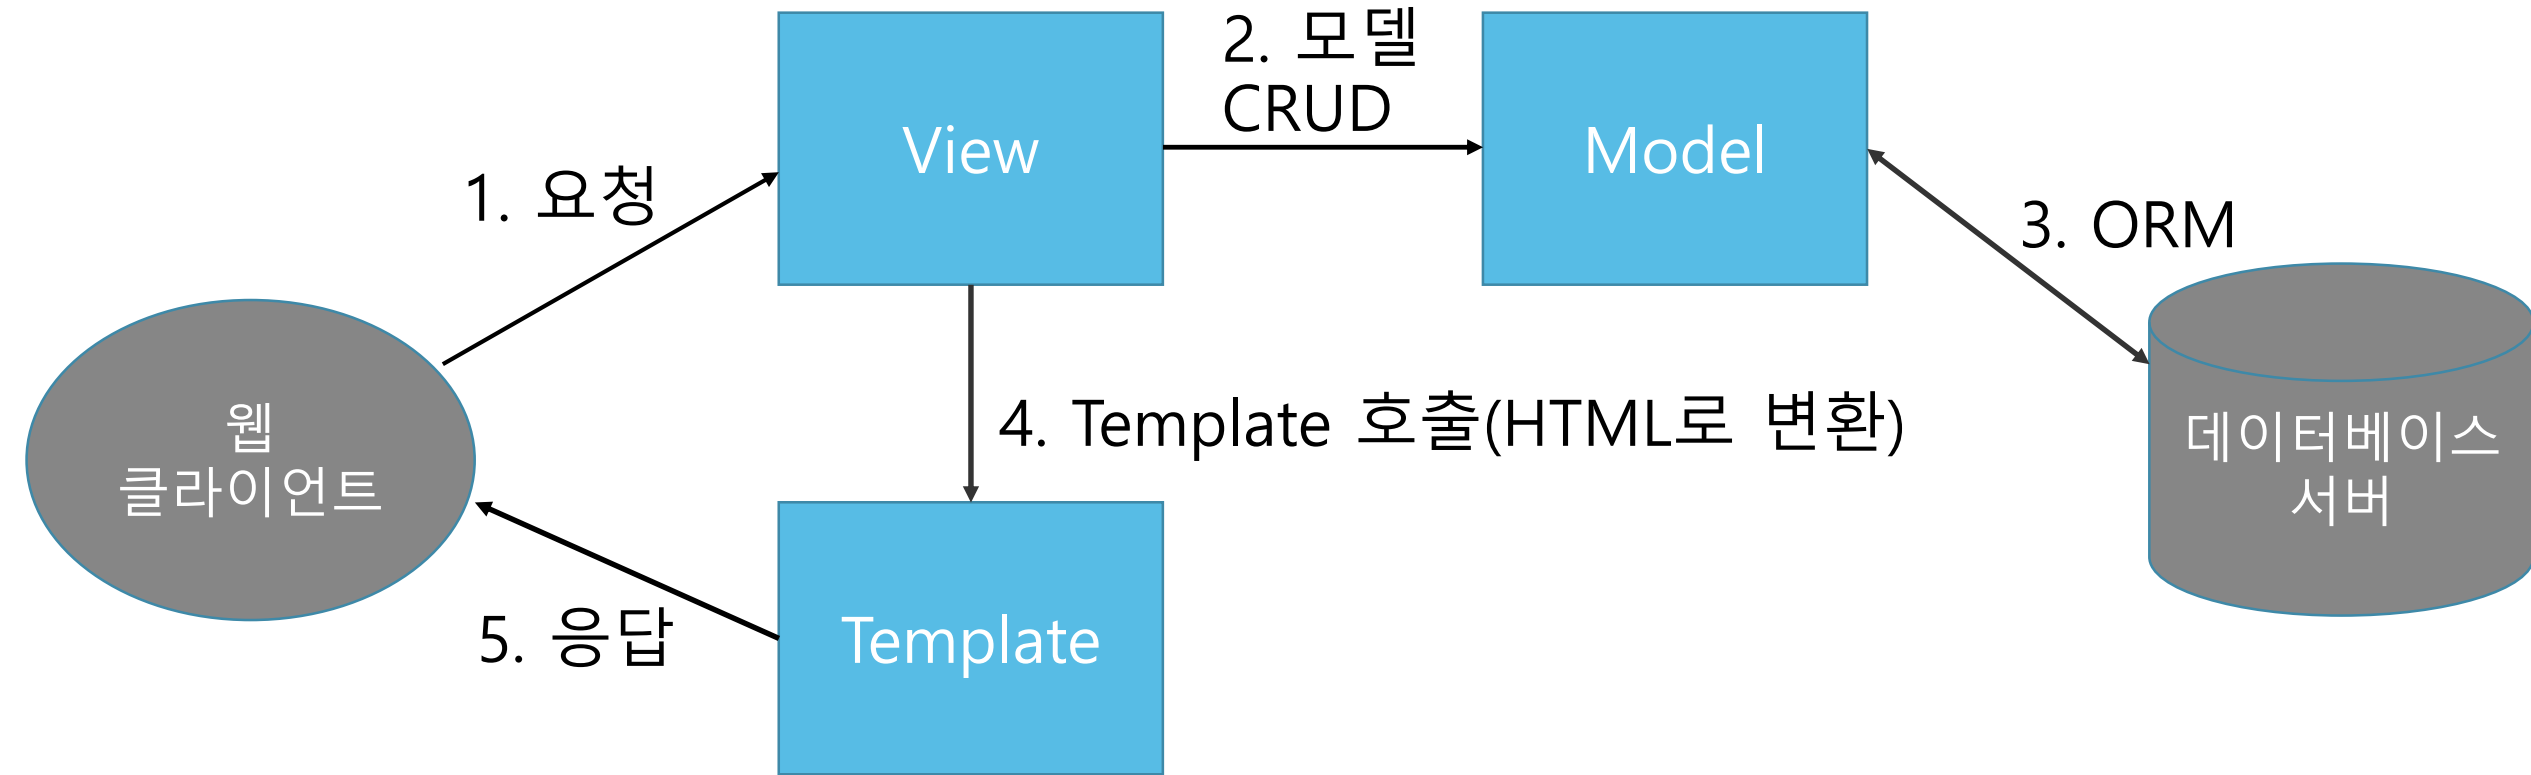 1. 요청
View
2. 모델
CRUD
Model
3. ORM
웹
클라이언트
4. Template 호출(HTML로 변환)
데이터베이스
서버
5. 응답
Template